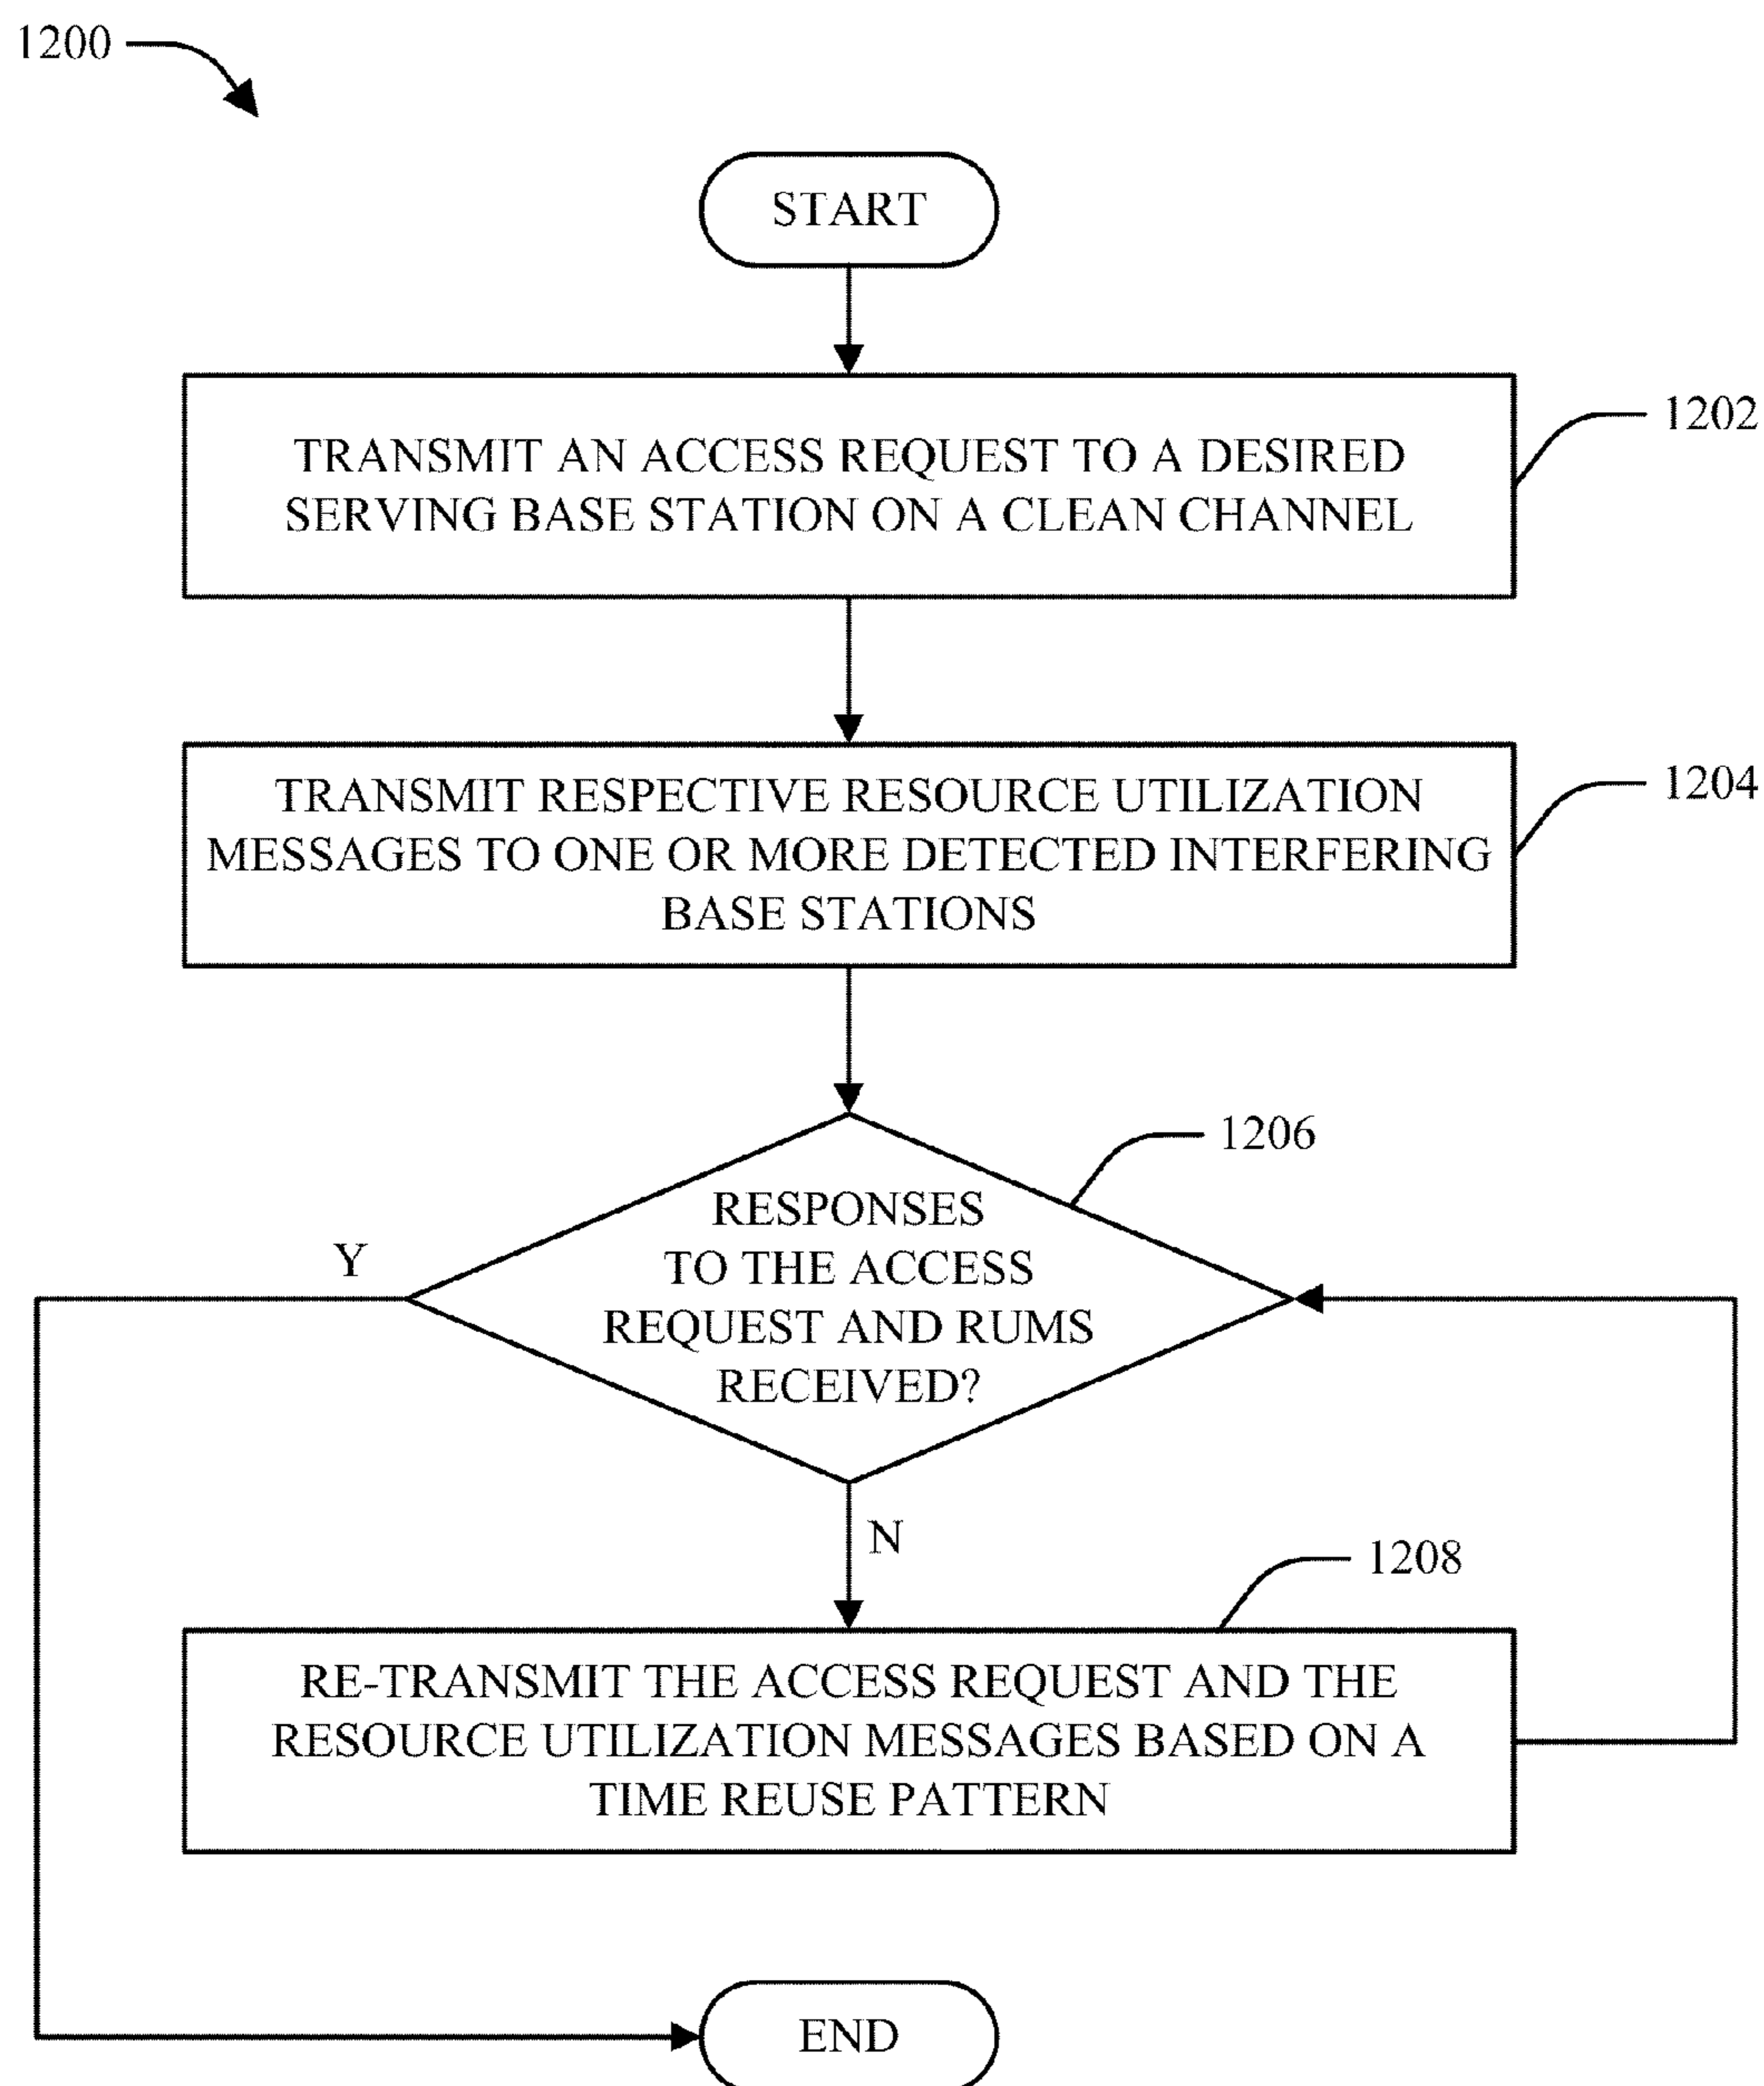 1200
START
TRANSMIT AN ACCESS REQUEST TO A DESIRED
SERVING BASE STATION ON A CLEAN CHANNEL
1202
TRANSMIT RESPECTIVE RESOURCE UTILIZATION
MESSAGES TO ONE OR MORE DETECTED INTERFERING
BASE STATIONS
1204
RESPONSES
TO THE ACCESS
REQUEST AND RUMS
RECEIVED?
1206
Y
N
1208
RE-TRANSMIT THE ACCESS REQUEST AND THE
RESOURCE UTILIZATION MESSAGES BASED ON A
TIME REUSE PATTERN
END